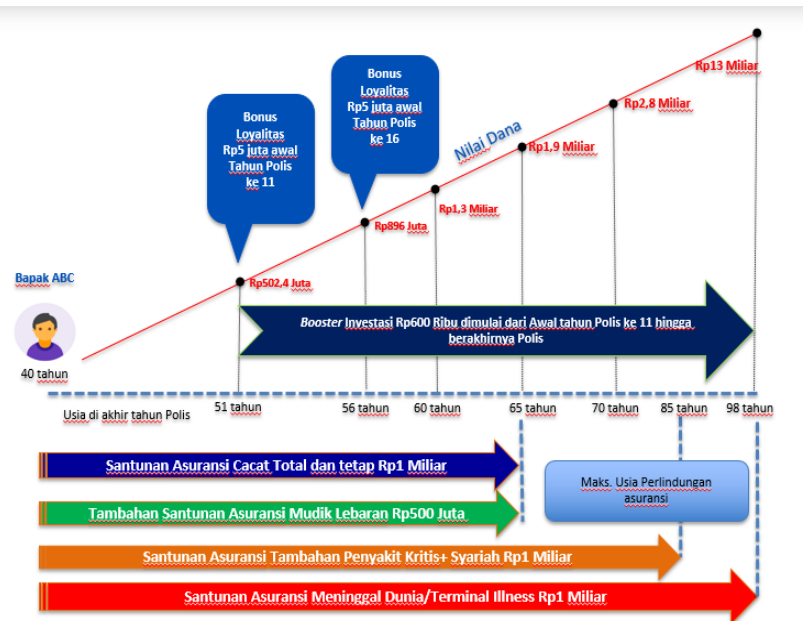 Bonus
Loyalitas
Rp5 juta awal
Tahun Polis
ke 16
Bonus
Loyalitas
Rp5 juta awal
Tahun Polis
ke 11
Nilai Dana
Rp13 Miliar
Rp2,8 Miliar
Rp1,9 Miliar
Rp1,3 Miliar
Rp896 Juta
Rp502,4 Juta
Bapak ABC
40 tahun
Booster Investasi Rp600 Ribu dimulai dari Awal tahun Polis ke 11 hingga
berakhirnya Polis
Usia di akhir tahun Polis
51 tahun
56 tahun
60 tahun
65 tahun
70 tahun
85 tahun
98 tahun
Santunan Asuransi Cacat Total dan tetap Rp1 Miliar
Maks. Usia Perlindungan
asuransi
Tambahan Santunan Asuransi Mudik Lebaran Rp500 Juta
Santunan Asuransi Tambahan Penyakit Kritis+ Syariah Rp1 Miliar
Santunan Asuransi Meninggal Dunia/Terminal Illness Rp1 Miliar